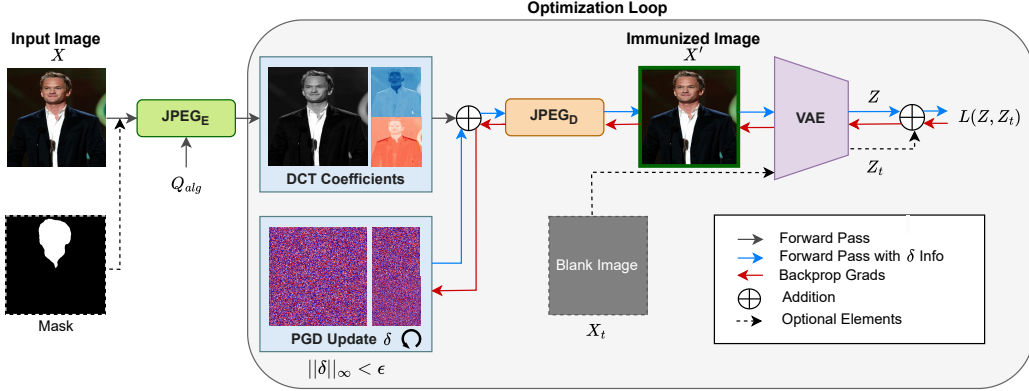 Optimization Loop
Input Image
X
Immunized Image
X′
JPEG_E
Q_alg
DCT Coefficients
JPEG_D
VAE
Z
L(Z, Z_t)
Z_t
Mask
PGD Update δ
||δ||_∞ < ϵ
Blank Image
X_t
Forward Pass
Forward Pass with δ Info
Backprop Grads
Addition
Optional Elements